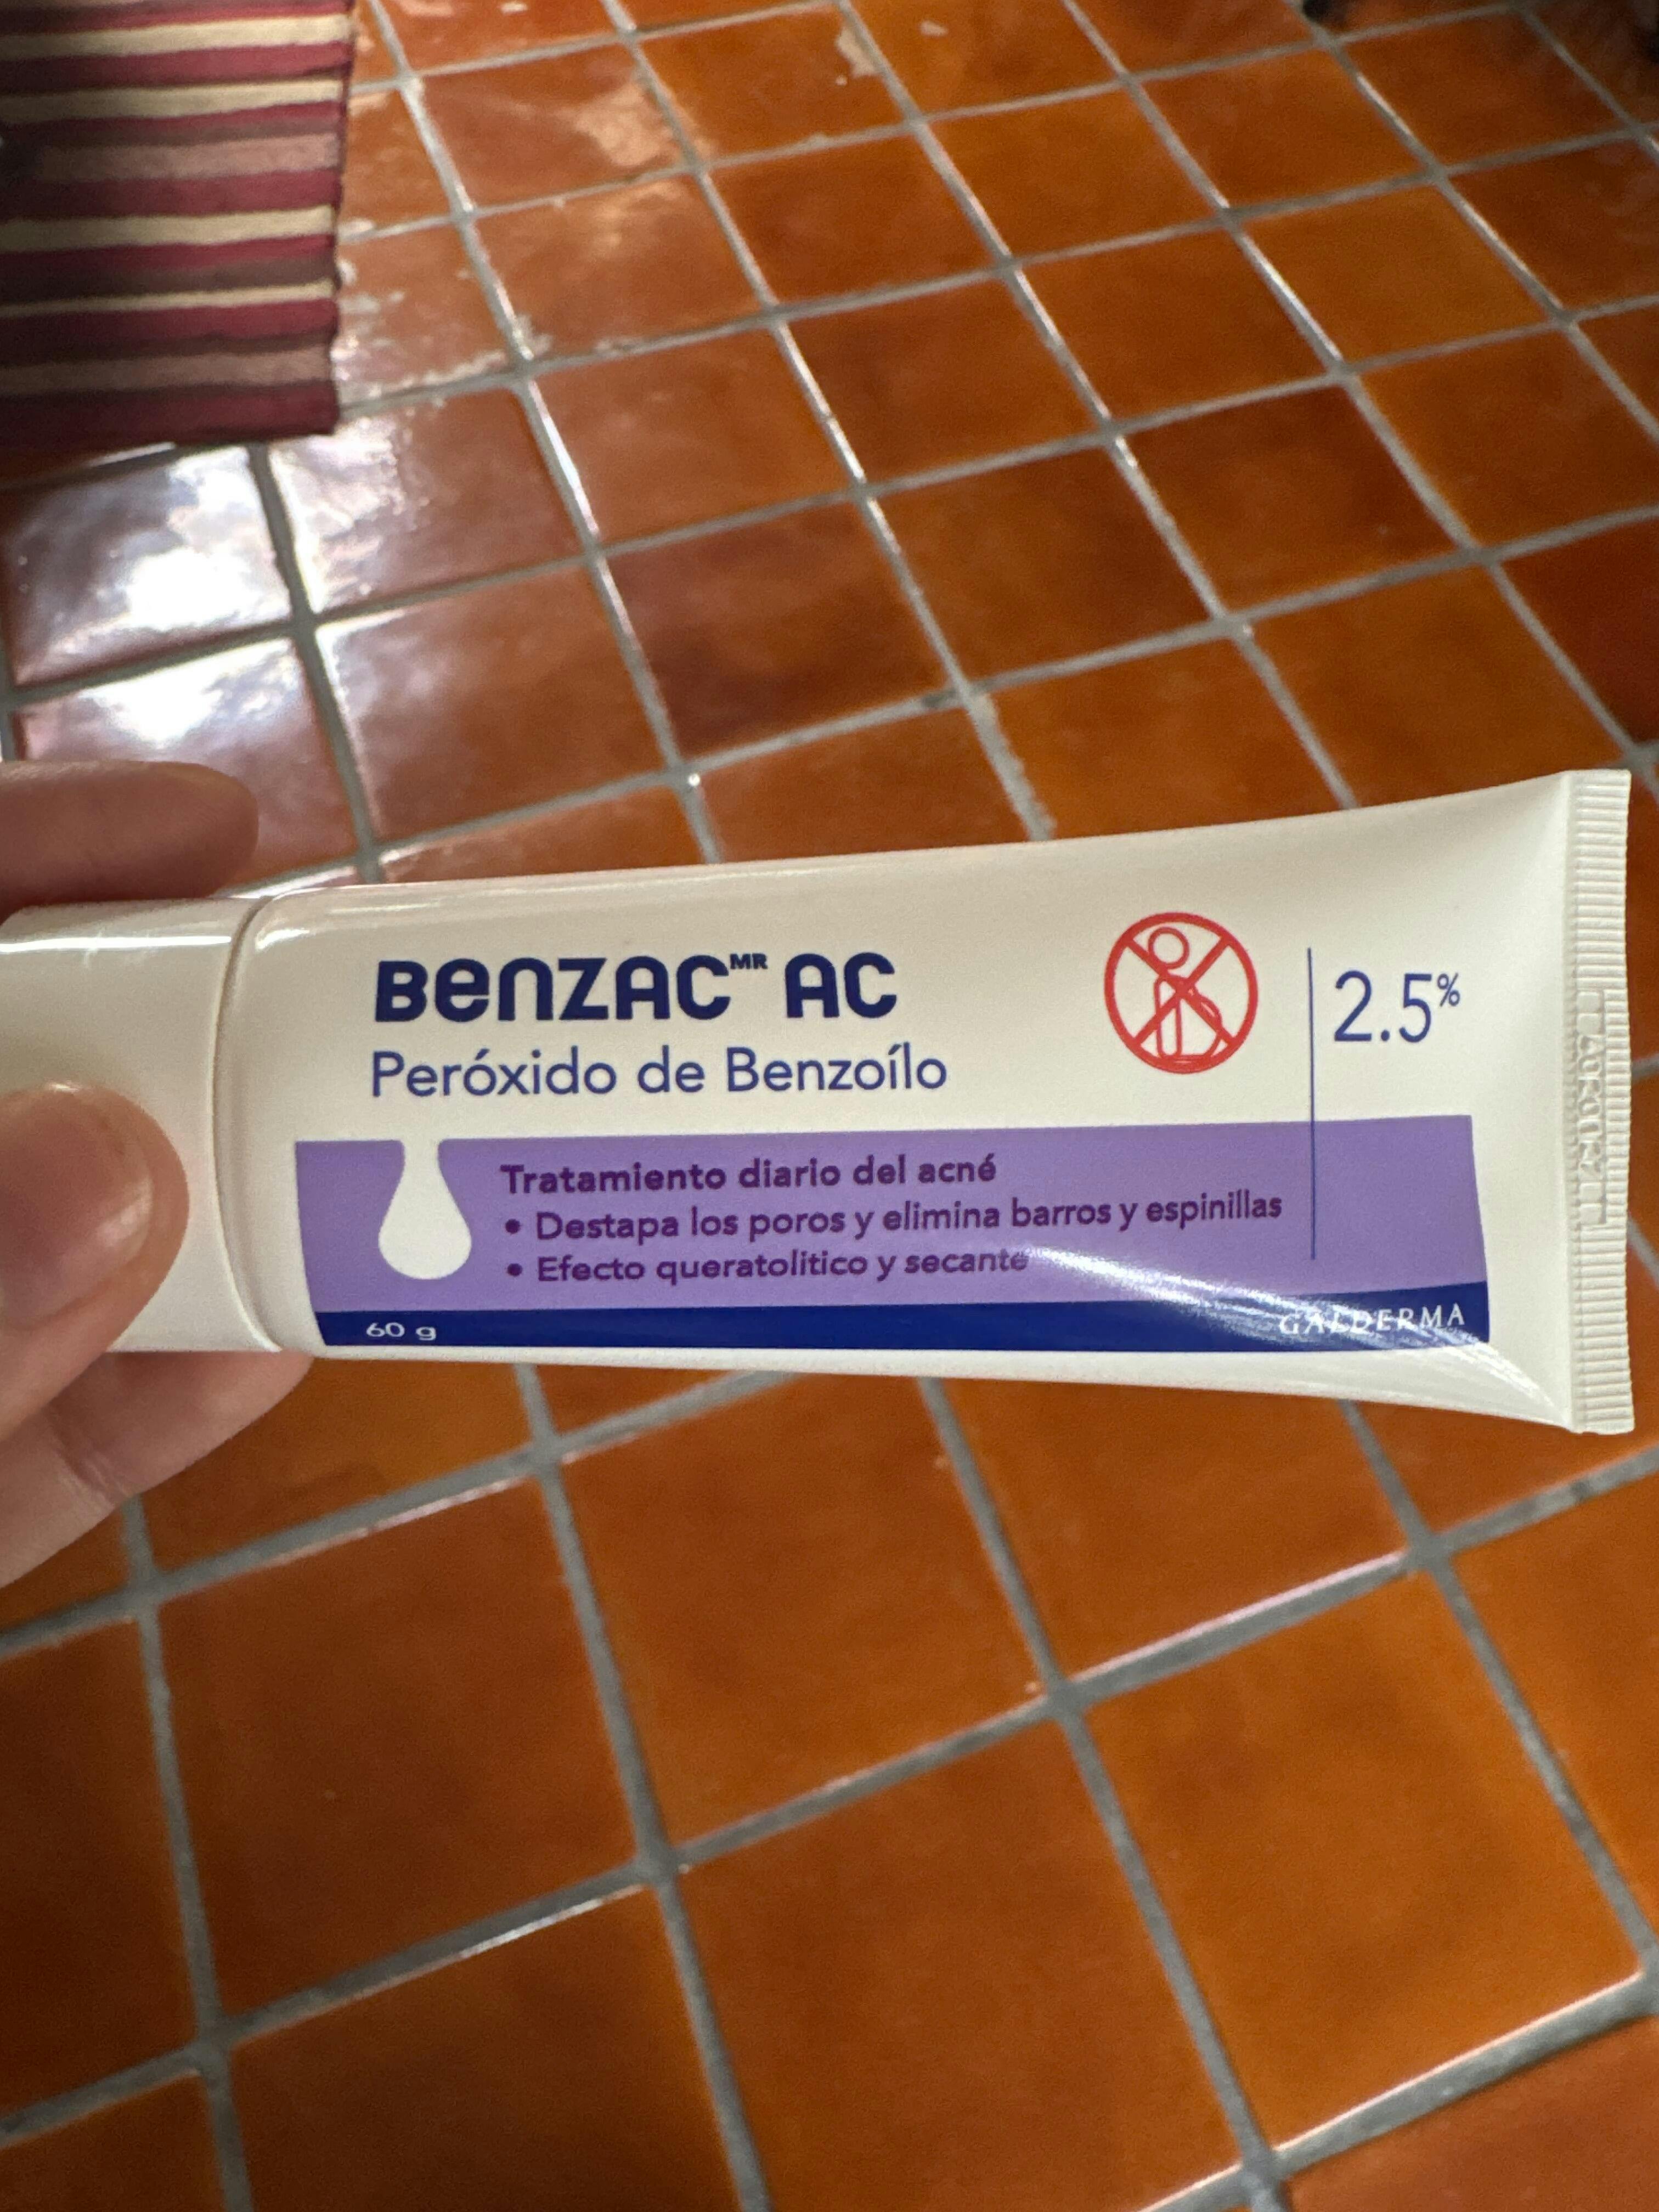 BENZAC MR AC
Peróxido de Benzoílo
2.5%
Tratamiento diario del acné
• Destapa los poros y elimina barros y espinillas
• Efecto queratolítico y secante
60 g
GALDERMA